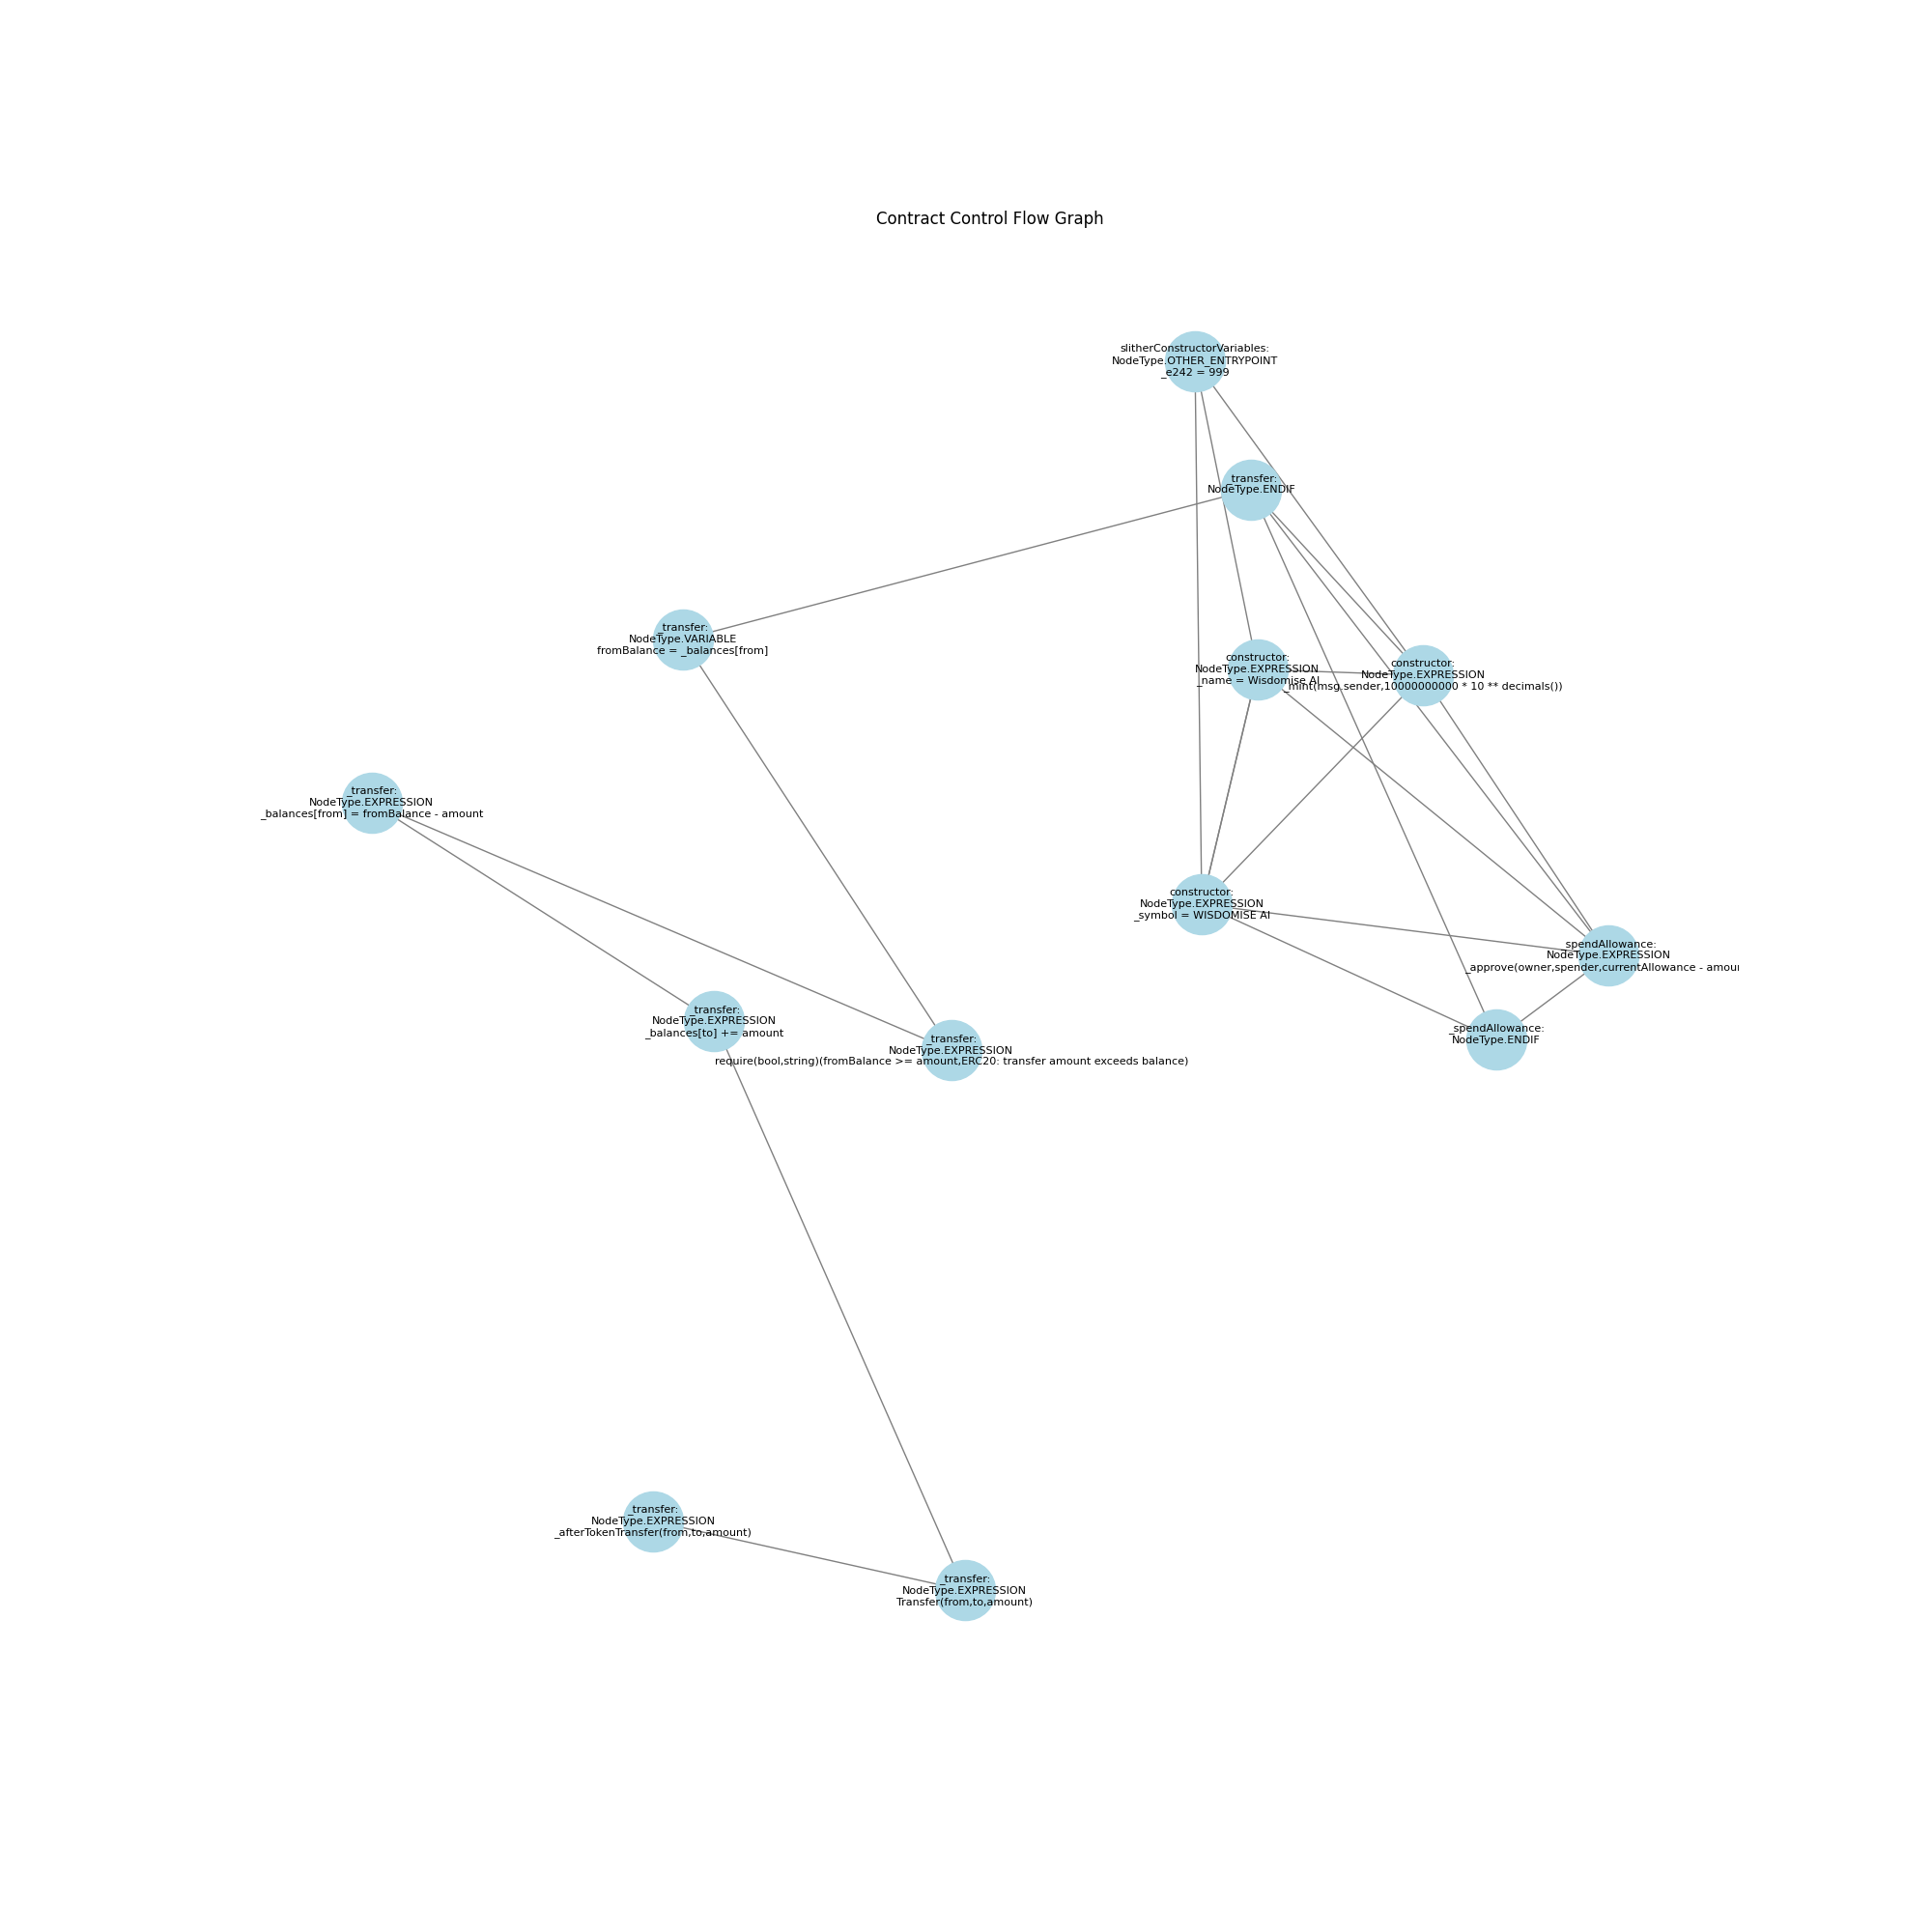 Contract Control Flow Graph
slitherConstructorVariables:
NodeType.OTHER_ENTRYPOINT
_e242 = 999
_transfer:
NodeType.ENDIF
_transfer:
NodeType.VARIABLE
fromBalance = _balances[from]
constructor:
NodeType.EXPRESSION
_name = Wisdomise AI
constructor:
NodeType.EXPRESSION
_mint(msg.sender,10000000000 * 10 ** decimals())
_transfer:
NodeType.EXPRESSION
_balances[from] = fromBalance - amount
constructor:
NodeType.EXPRESSION
_symbol = WISDOMISE AI
_spendAllowance:
NodeType.EXPRESSION
_approve(owner,spender,currentAllowance - amou
_transfer:
NodeType.EXPRESSION
_balances[to] += amount
_spendAllowance:
NodeType.ENDIF
_transfer:
NodeType.EXPRESSION
require(bool,string)(fromBalance >= amount,ERC20: transfer amount exceeds balance)
_transfer:
NodeType.EXPRESSION
_afterTokenTransfer(from,to,amount)
_transfer:
NodeType.EXPRESSION
Transfer(from,to,amount)